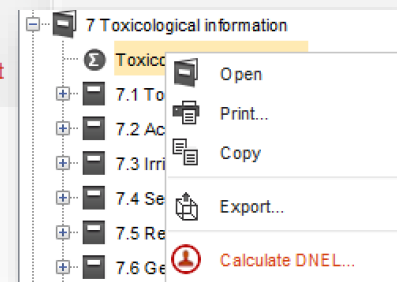 7 Toxicological information
Toxico
7.1 To
7.2 Ac
7.3 Irri
7.4 Se
7.5 Re
7.6 Ge
Open
Print...
Copy
Export...
Calculate DNEL...